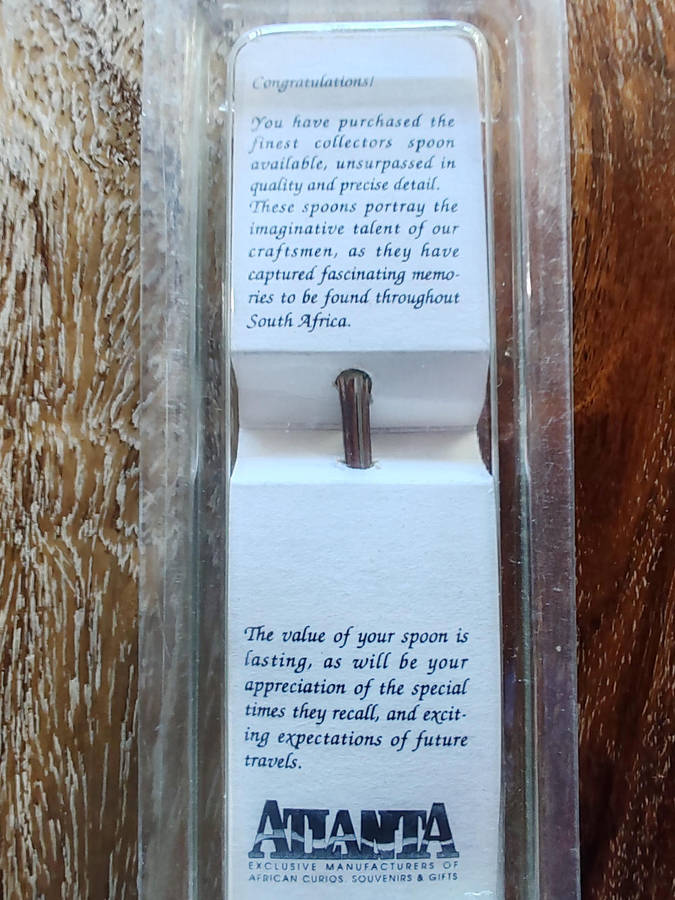 Congratulations!
You have purchased the
finest collectors spoon
available, unsurpassed in
quality and precise detail.
These spoons portray the
imaginative talent of our
craftsmen, as they have
captured fascinating memo-
ries to be found throughout
South Africa.
The value of your spoon is
lasting, as will be your
appreciation of the special
times they recall, and excit-
ing expectations of future
travels.
ATLANTA
EXCLUSIVE MANUFACTURERS OF
AFRICAN CURIOS, SOUVENIRS & GIFTS